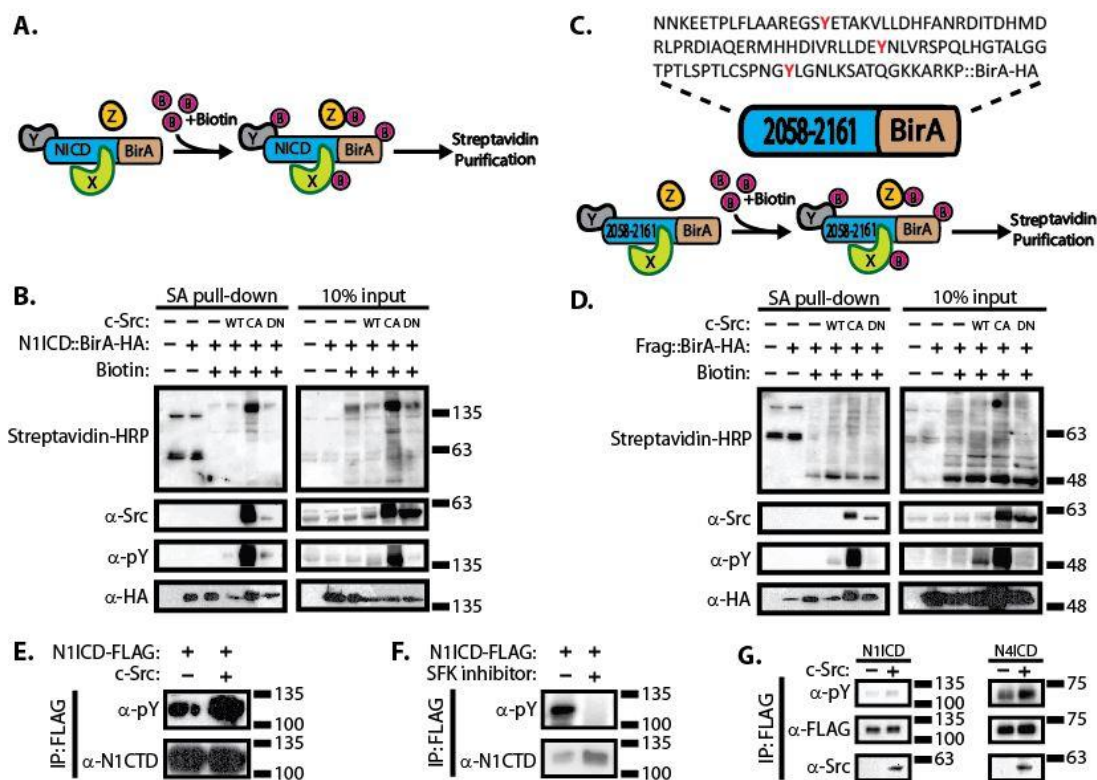 A.
Y
NICD
BirA
Z
X
B
B
B
+Biotin
Y
B
NICD
BirA
Z
B
B
X
B
Streptavidin
Purification
C.
NNKEETPLFLAAREGSYETAKVLLDHFANRDITDHMD
RLPRDIAQERMHHDIVRLLDEYNLVRSPQLHGTALGG
TPTLSPTLCSPNGYLGNLKSATQGKKARKP::BirA-HA
2058-2161
BirA
Y
2058-2161
BirA
Z
X
B
B
B
+Biotin
Y
B
2058-2161
BirA
Z
B
B
X
B
Streptavidin
Purification
B.
SA pull-down 10% input
c-Src: – – – WT CA DN – – – WT CA DN
N1ICD::BirA-HA: – + + + + + – + + + + +
Biotin: – – + + + + – – + + + +
Streptavidin-HRP
135
63
α-Src
63
α-pY
135
α-HA
135
D.
SA pull-down 10% input
c-Src: – – – WT CA DN – – – WT CA DN
Frag::BirA-HA: – + + + + + – + + + + +
Biotin: – – + + + + – – + + + +
Streptavidin-HRP
63
48
α-Src
63
α-pY
48
α-HA
48
E.
N1ICD-FLAG: + +
c-Src: – +
IP:FLAG
α-pY
135
100
α-N1CTD
135
100
F.
N1ICD-FLAG: + +
SFK inhibitor: – +
IP:FLAG
α-pY
135
100
α-N1CTD
135
100
G.
N1ICD N4ICD
c-Src: – + – +
IP:FLAG
α-pY
135
100
75
α-FLAG
135
100
75
α-Src
63
63